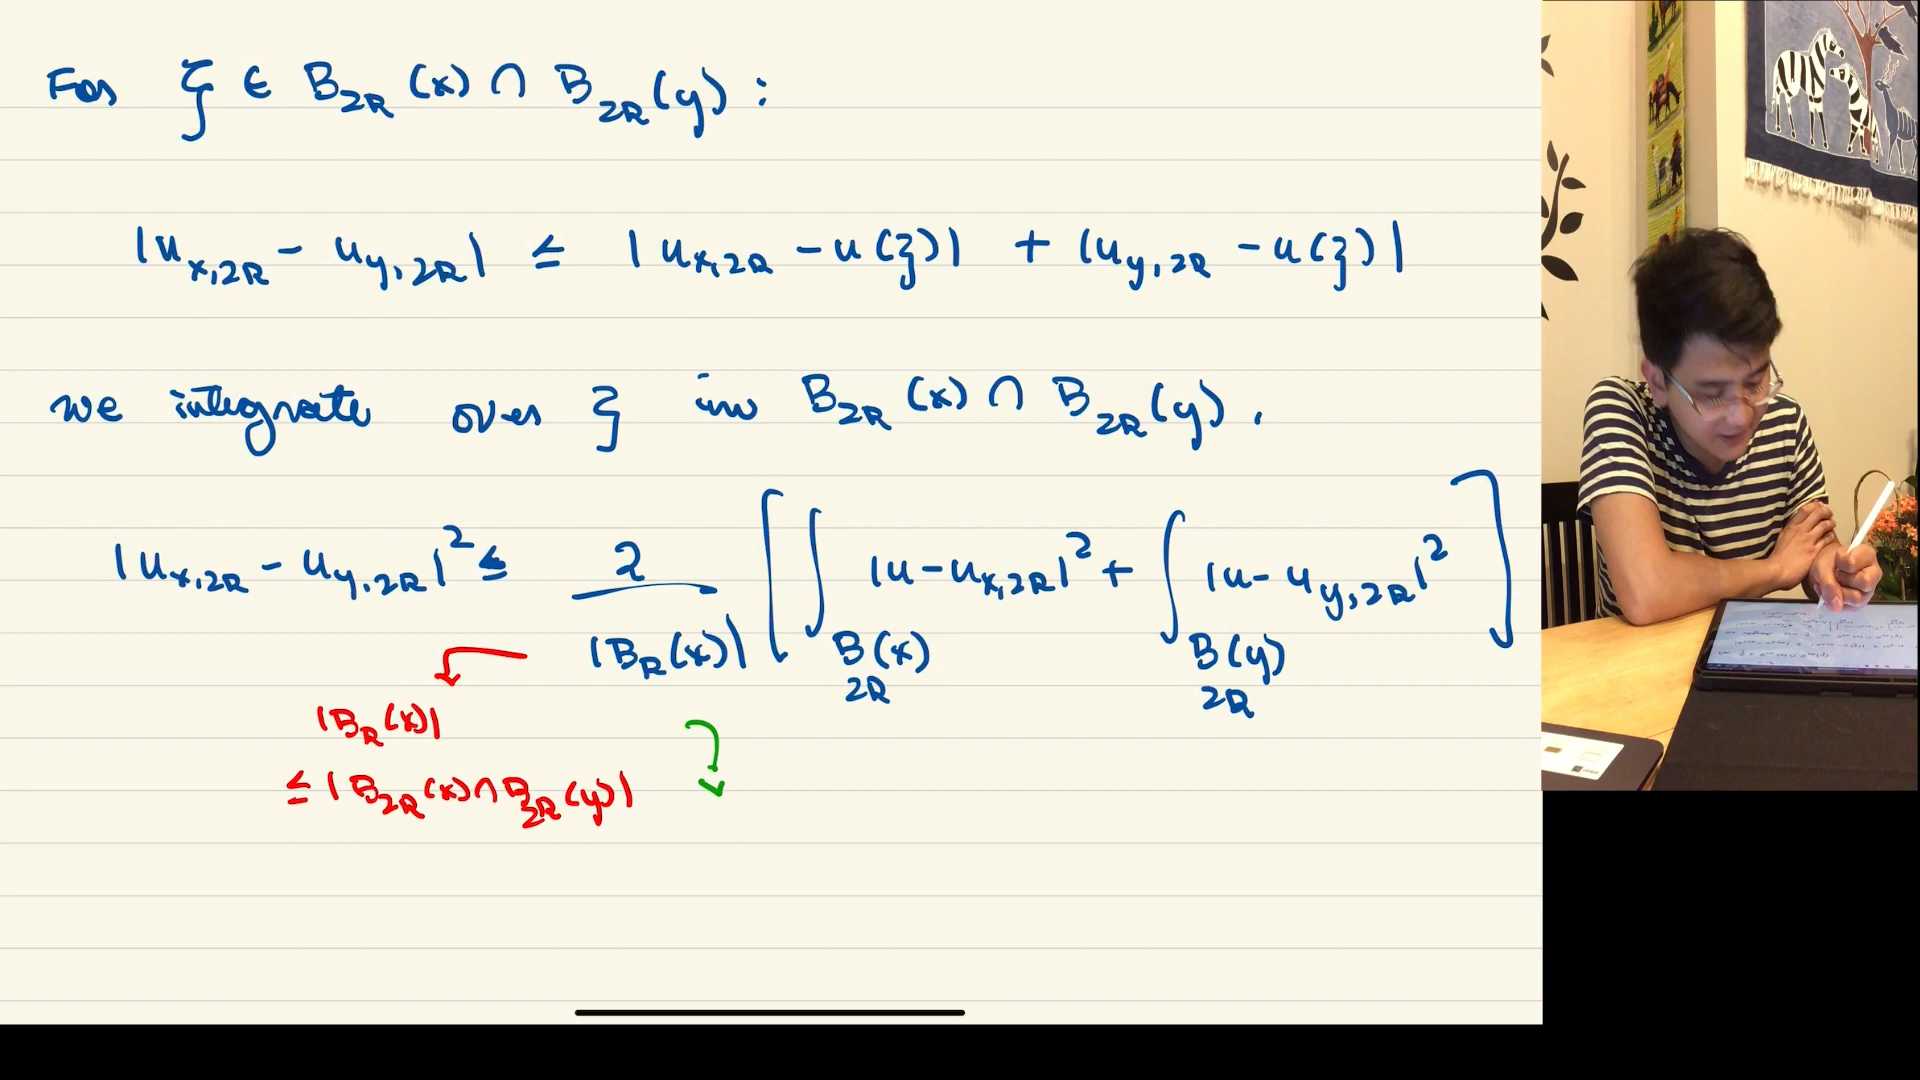 For ξ ∈ B_{2R}(x) ∩ B_{2R}(y) :
|u_{x,2R} - u_{y,2R}| ≤ |u_{x,2R} - u(ξ)| + |u_{y,2R} - u(ξ)|
we integrate over ξ in B_{2R}(x) ∩ B_{2R}(y).
|u_{x,2R} - u_{y,2R}|^2 ≤ \frac{2}{|B_R(x)|} [ ∫_{B_{2R}(x)} |u - u_{x,2R}|^2 + ∫_{B_{2R}(y)} |u - u_{y,2R}|^2 ]
|B_R(x)|
≤ |B_{2R}(x) ∩ B_{2R}(y)|